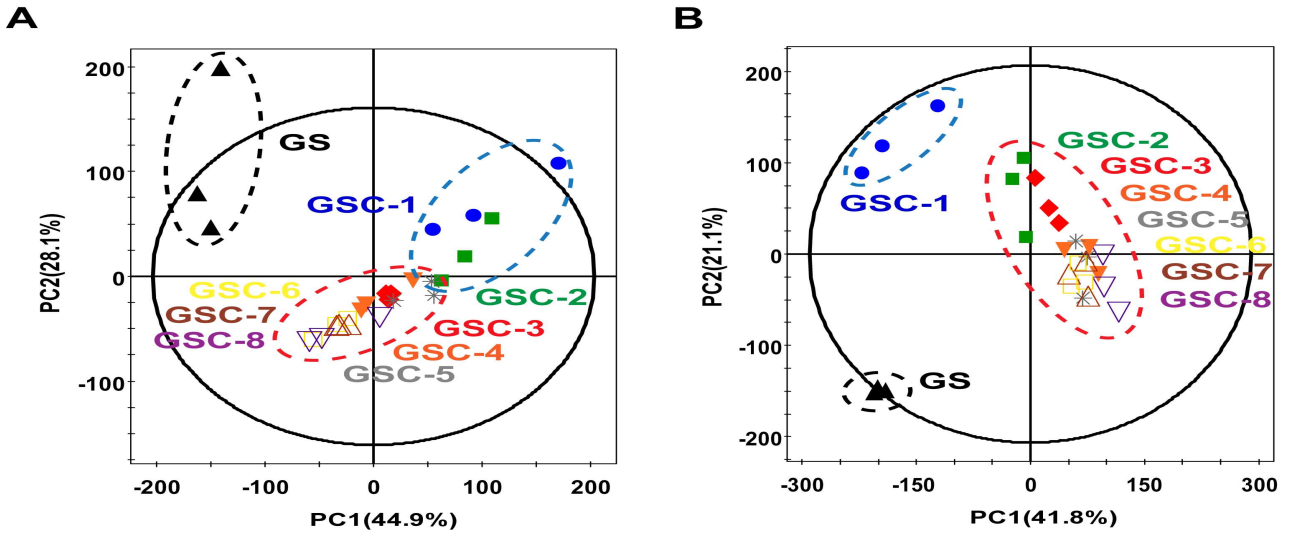 A
B
200
100
0
-100
PC2(28.1%)
GS
GSC-1
GSC-6
GSC-7
GSC-8
GSC-2
GSC-3
GSC-4
GSC-5
-200
-100
0
100
200
PC1(44.9%)
200
100
0
-100
-200
PC2(21.1%)
GSC-1
GSC-2
GSC-3
GSC-4
GSC-5
GSC-6
GSC-7
GSC-8
GS
-300
-150
0
150
300
PC1(41.8%)